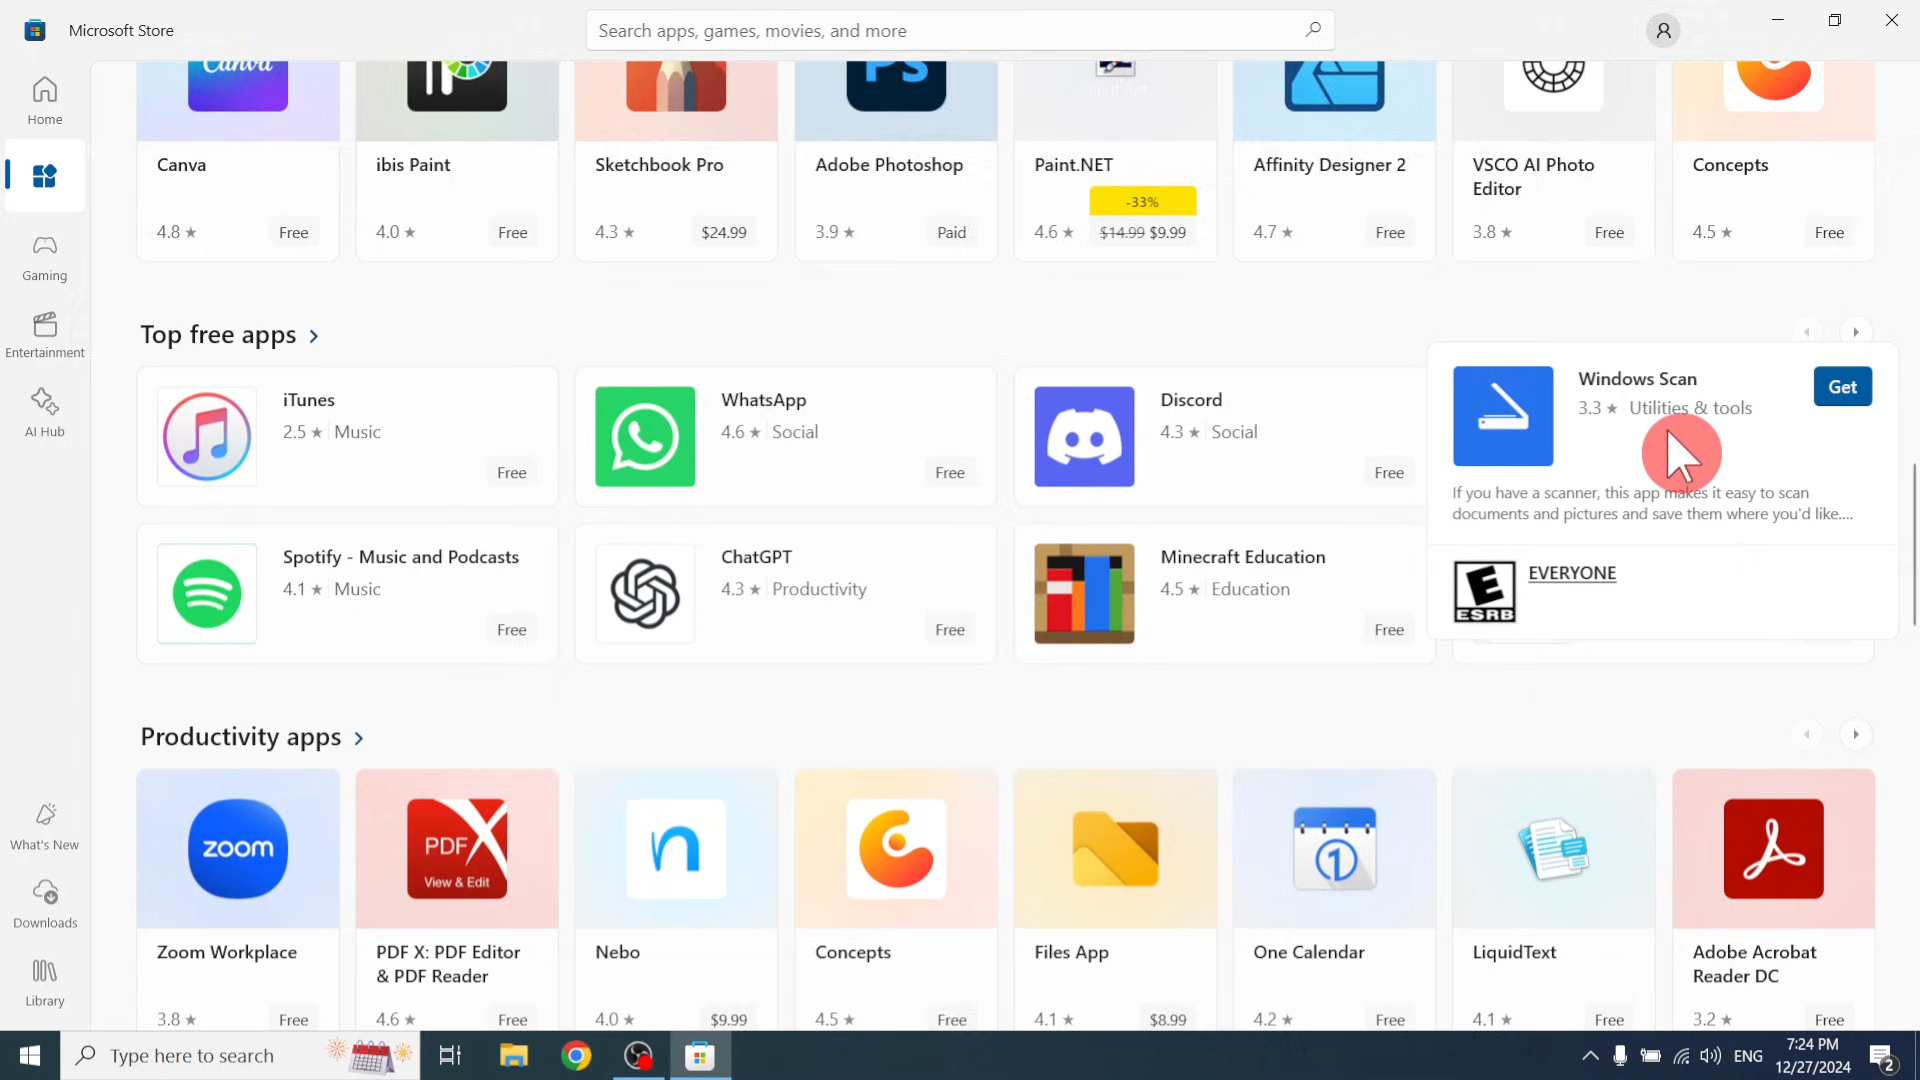 Microsoft Store
Search apps, games, movies, and more
Home
Gaming
Entertainment
AI Hub
What's New
Downloads
Library
Canva
Ps
Canva
4.8 ★ Free
ibis Paint
4.0 ★ Free
Sketchbook Pro
4.3 ★ $24.99
Adobe Photoshop
3.9 ★ Paid
Paint.NET
-33%
4.6 ★ $14.99 $9.99
Affinity Designer 2
4.7 ★ Free
VSCO AI Photo
Editor
3.8 ★ Free
Concepts
4.5 ★ Free
Top free apps
iTunes
2.5 ★ Music
Free
WhatsApp
4.6 ★ Social
Free
Discord
4.3 ★ Social
Free
Windows Scan
3.3 ★ Utilities & tools
Get
If you have a scanner, this app makes it easy to scan
documents and pictures and save them where you'd like....
E
ESRB
EVERYONE
Spotify - Music and Podcasts
4.1 ★ Music
Free
ChatGPT
4.3 ★ Productivity
Free
Minecraft Education
4.5 ★ Education
Free
Productivity apps
zoom
Zoom Workplace
3.8 ★ Free
PDF X
View & Edit
PDF X: PDF Editor
& PDF Reader
4.6 ★ Free
n
Nebo
4.0 ★ $9.99
Concepts
4.5 ★ Free
Files App
4.1 ★ $8.99
1
One Calendar
4.2 ★ Free
LiquidText
4.1 ★ Free
Adobe Acrobat
Reader DC
3.2 ★ Free
Type here to search
ENG
7:24 PM
12/27/2024
2